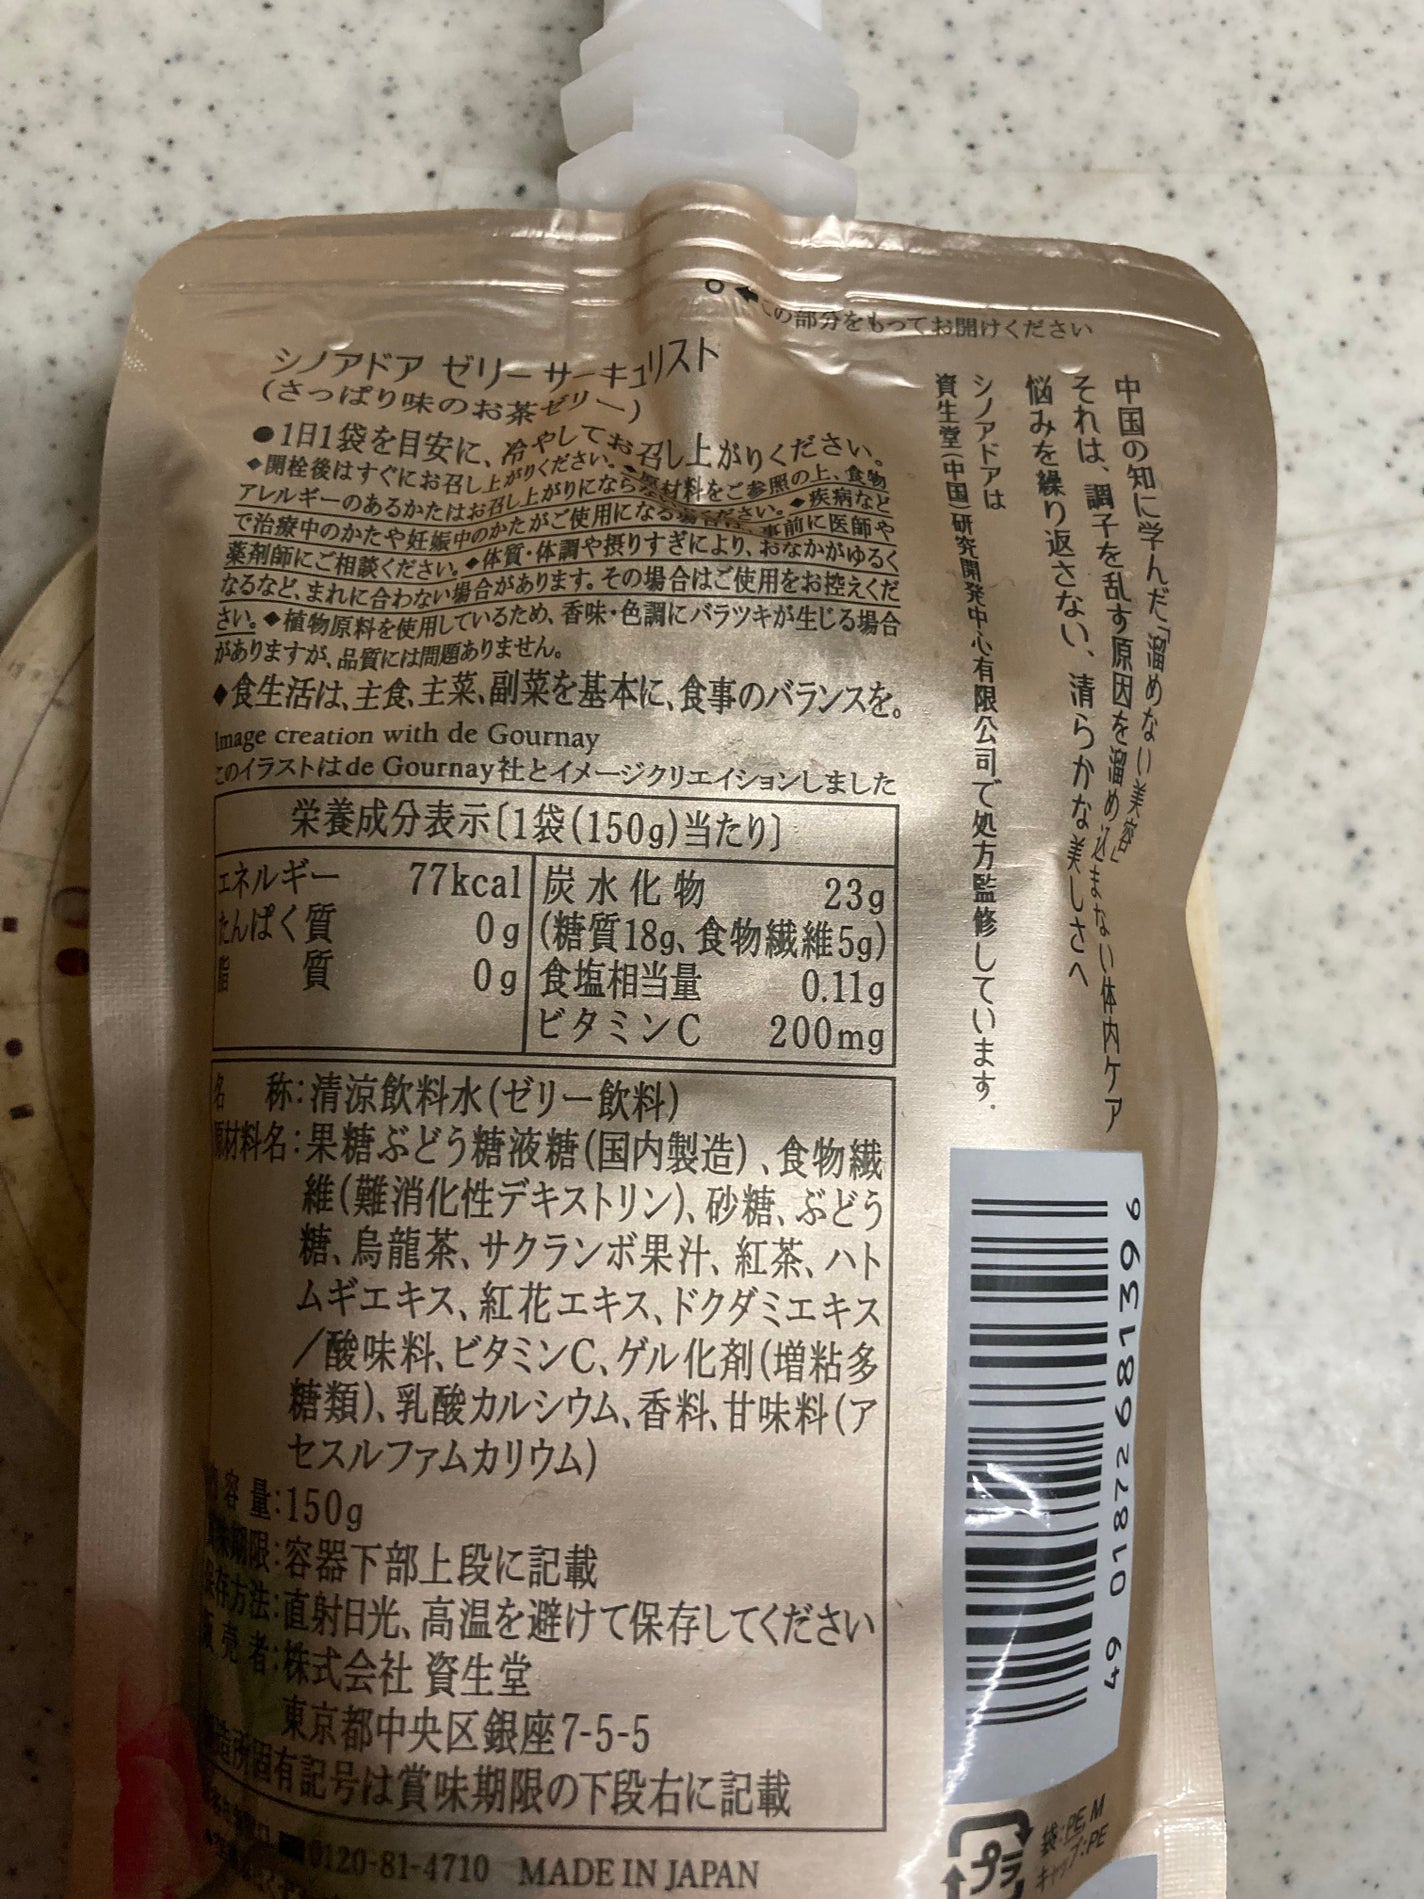 この部分をもってお開けください
シノアドア ゼリー サーキュリスト
(さっぱり味のお茶ゼリー)
●1日1袋を目安に、冷やしてお召し上がりください。
◆開栓後はすぐにお召し上がりください。◆原材料をご参照の上、食物
アレルギーのあるかたはお召し上がりにならないでください。◆疾病など
で治療中のかたや妊娠中のかたがご使用になる場合は、事前に医師や
薬剤師にご相談ください。◆体質・体調や摂りすぎにより、おなかがゆるく
なるなど、まれに合わない場合があります。その場合はご使用をお控えくだ
さい。◆植物原料を使用しているため、香味・色調にバラツキが生じる場合
がありますが、品質には問題ありません。
◆食生活は、主食、主菜、副菜を基本に、食事のバランスを。
Image creation with de Gournay
このイラストはde Gournay社とイメージクリエイションしました
栄養成分表示〔1袋(150g)当たり〕
エネルギー 77kcal 炭水化物 23g
たんぱく質 0g (糖質18g、食物繊維5g)
脂質 0g 食塩相当量 0.11g
ビタミンC 200mg
名 称:清涼飲料水(ゼリー飲料)
原材料名:果糖ぶどう糖液糖(国内製造)、食物繊
維(難消化性デキストリン)、砂糖、ぶどう
糖、烏龍茶、サクランボ果汁、紅茶、ハト
ムギエキス、紅花エキス、ドクダミエキス
/酸味料、ビタミンC、ゲル化剤(増粘多
糖類)、乳酸カルシウム、香料、甘味料(ア
セスルファムカリウム)
内容量:150g
賞味期限:容器下部上段に記載
保存方法:直射日光、高温を避けて保存してください
販売者:株式会社 資生堂
東京都中央区銀座7-5-5
製造所固有記号は賞味期限の下段右に記載
0120-81-4710 MADE IN JAPAN
中国の知に学んだ「溜めない美容」
それは、調子を乱す原因を溜め込まない体内ケア
悩みを繰り返さない、清らかな美しさへ
シノアドアは
資生堂(中国)研究開発中心有限公司で処方監修しています.
49 01872 681396
プラ
袋:PE,M
キャップ:PE